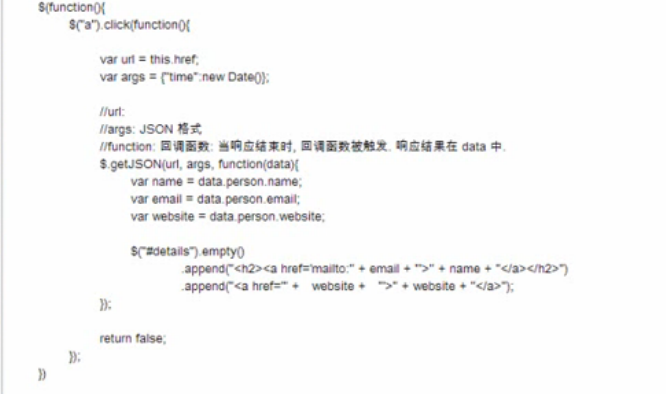 $(function(){
$("a").click(function(){
var url = this.href;
var args = {"time":new Date()};
//url:
//args: JSON 格式
//function: 回调函数: 当响应结束时, 回调函数被触发. 响应结果在 data 中.
$.getJSON(url, args, function(data){
var name = data.person.name;
var email = data.person.email;
var website = data.person.website;
$("#details").empty()
.append("<h2><a href='mailto:" + email + "'>" + name + "</a></h2>")
.append("<a href='" + website + "'>" + website + "</a>");
});
return false;
});
})